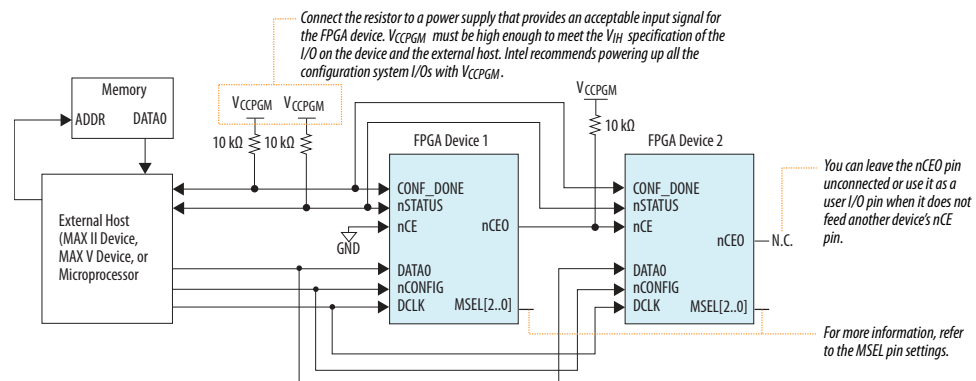 Connect the resistor to a power supply that provides an acceptable input signal for
the FPGA device. VCCPGM must be high enough to meet the VIH specification of the
I/O on the device and the external host. Intel recommends powering up all the
configuration system I/Os with VCCPGM.
Memory
ADDR
DATA0
VCCPGM VCCPGM
10 kΩ 10 kΩ
VCCPGM
10 kΩ
External Host
(MAX II Device,
MAX V Device, or
Microprocessor
GND
FPGA Device 1
CONF_DONE
nSTATUS
nCE
nCEO
DATA0
nCONFIG
DCLK
MSEL[2..0]
FPGA Device 2
CONF_DONE
nSTATUS
nCE
nCEO
N.C.
DATA0
nCONFIG
DCLK
MSEL[2..0]
You can leave the nCEO pin
unconnected or use it as a
user I/O pin when it does not
feed another device's nCE
pin.
For more information, refer
to the MSEL pin settings.